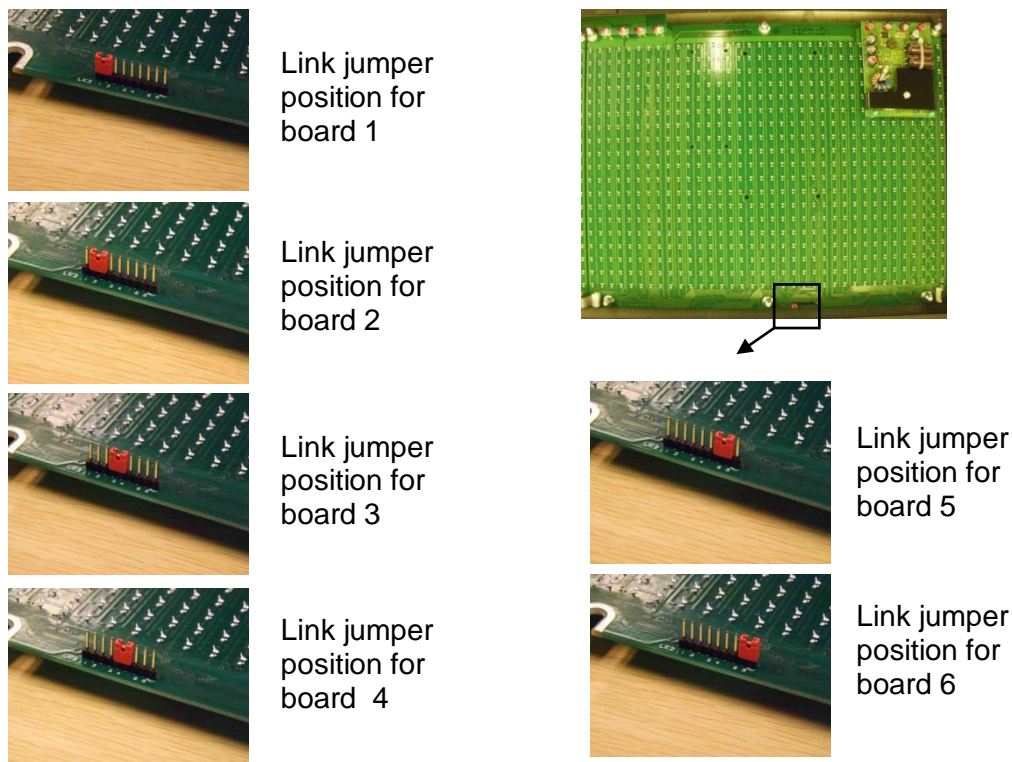 Link jumper
position for
board 1
Link jumper
position for
board 2
Link jumper
position for
board 3
Link jumper
position for
board 4
Link jumper
position for
board 5
Link jumper
position for
board 6